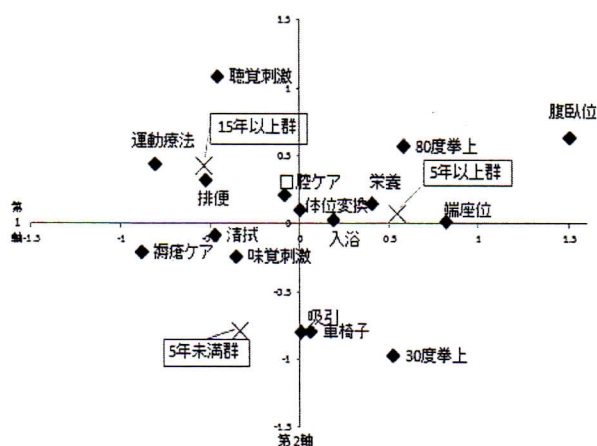 1.5
聴覚刺激
1
15年以上群
腹臥位
運動療法
80度挙上
0.5
口腔ケア
栄養
5年以上群
排便
体位変換
端座位
第1軸
0
-1.5
-1
-0.5
0
0.5
1
1.5
清拭
入浴
褥瘡ケア
味覚刺激
-0.5
吸引
車椅子
5年未満群
30度挙上
-1
-1.5
第2軸